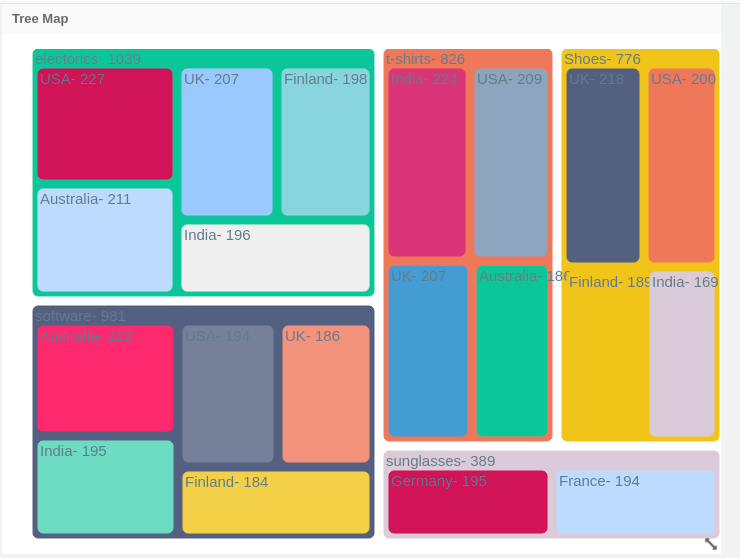 Tree Map
electorics- 1039
USA- 227
UK- 207
Finland- 198
Australia- 211
India- 196
t-shirts- 826
India- 224
USA- 209
UK- 207
Australia- 186
Shoes- 776
UK- 218
USA- 200
Finland- 189
India- 169
software- 981
Australia- 222
USA- 194
UK- 186
India- 195
Finland- 184
sunglasses- 389
Germany- 195
France- 194